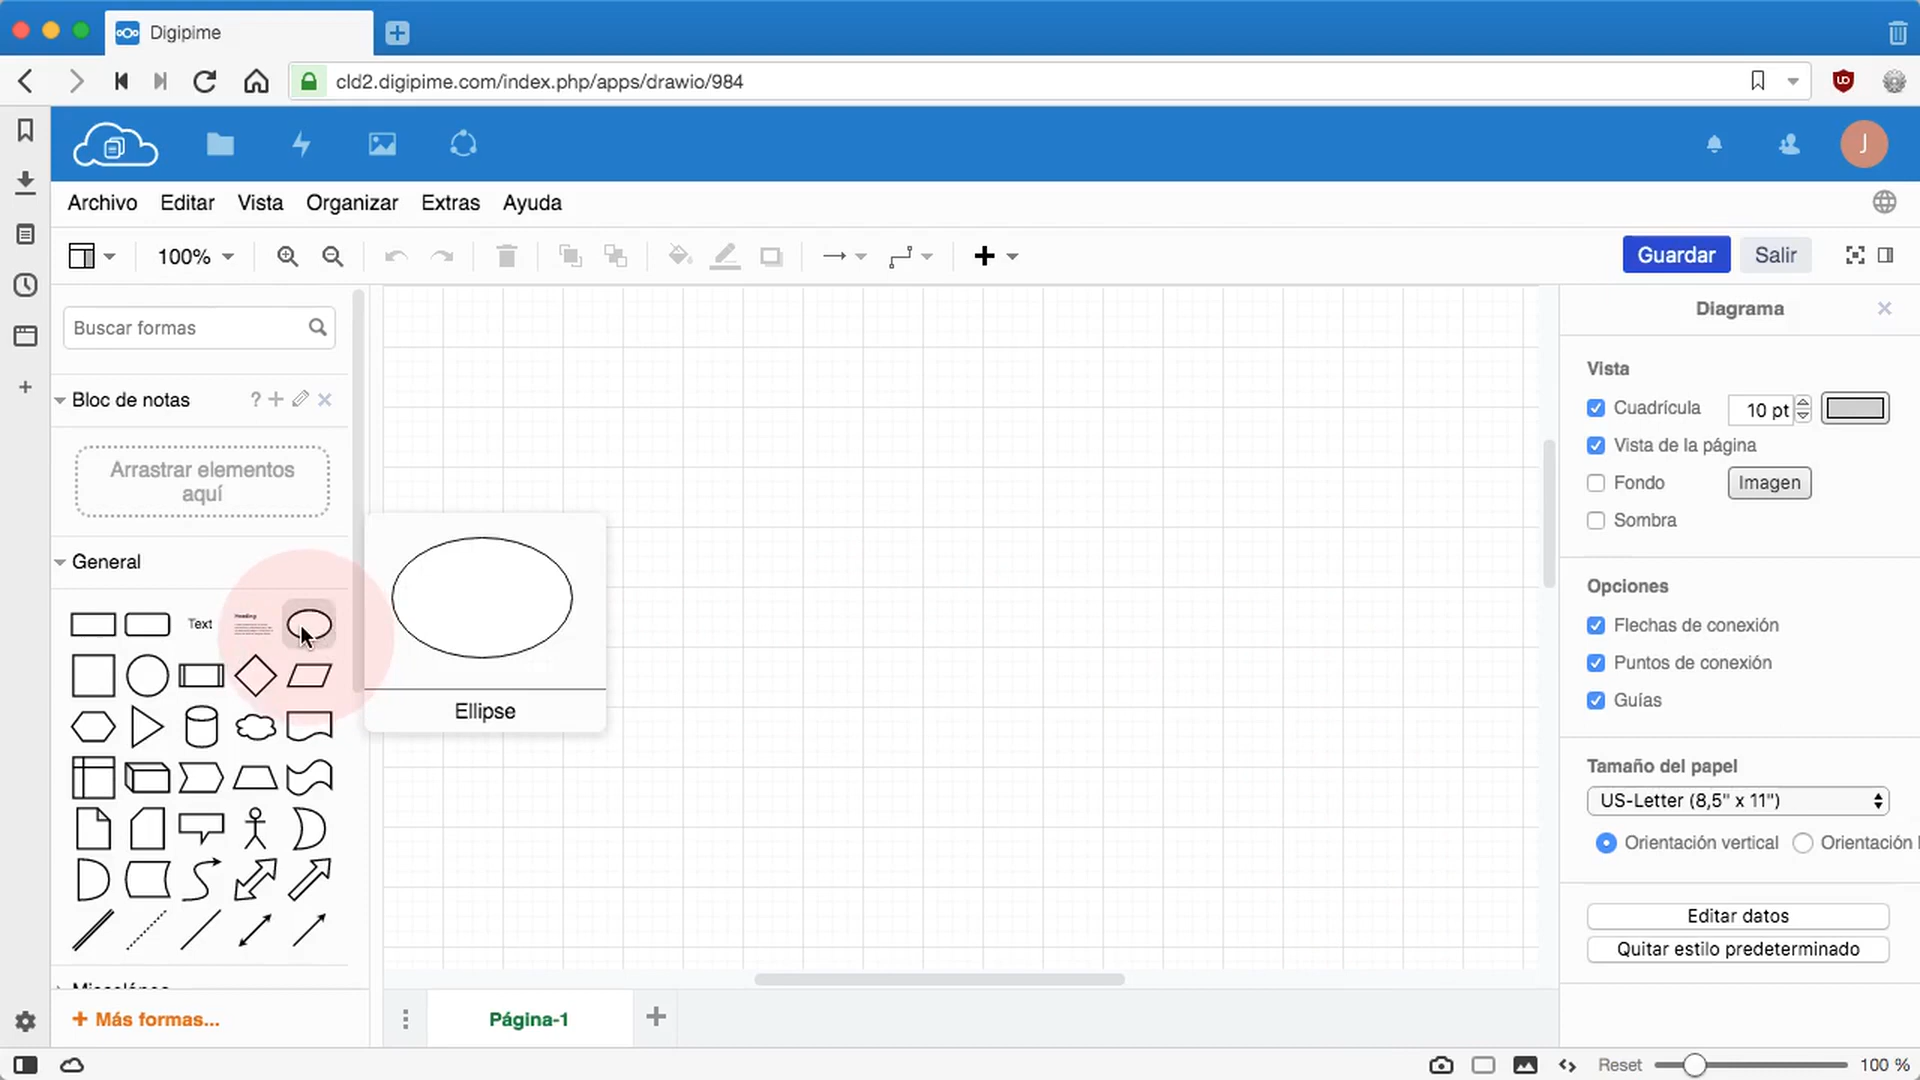 Digipime
cld2.digipime.com/index.php/apps/drawio/984
J
Archivo Editar Vista Organizar Extras Ayuda
100% Guardar Salir
Buscar formas
Bloc de notas ?
Arrastrar elementos
aquí
General
Text
Heading
Ellipse
Más formas...
Página-1
Diagrama
Vista
Cuadrícula 10 pt
Vista de la página
Fondo Imagen
Sombra
Opciones
Flechas de conexión
Puntos de conexión
Guías
Tamaño del papel
US-Letter (8,5" x 11")
Orientación vertical Orientación
Editar datos
Quitar estilo predeterminado
Reset 100 %